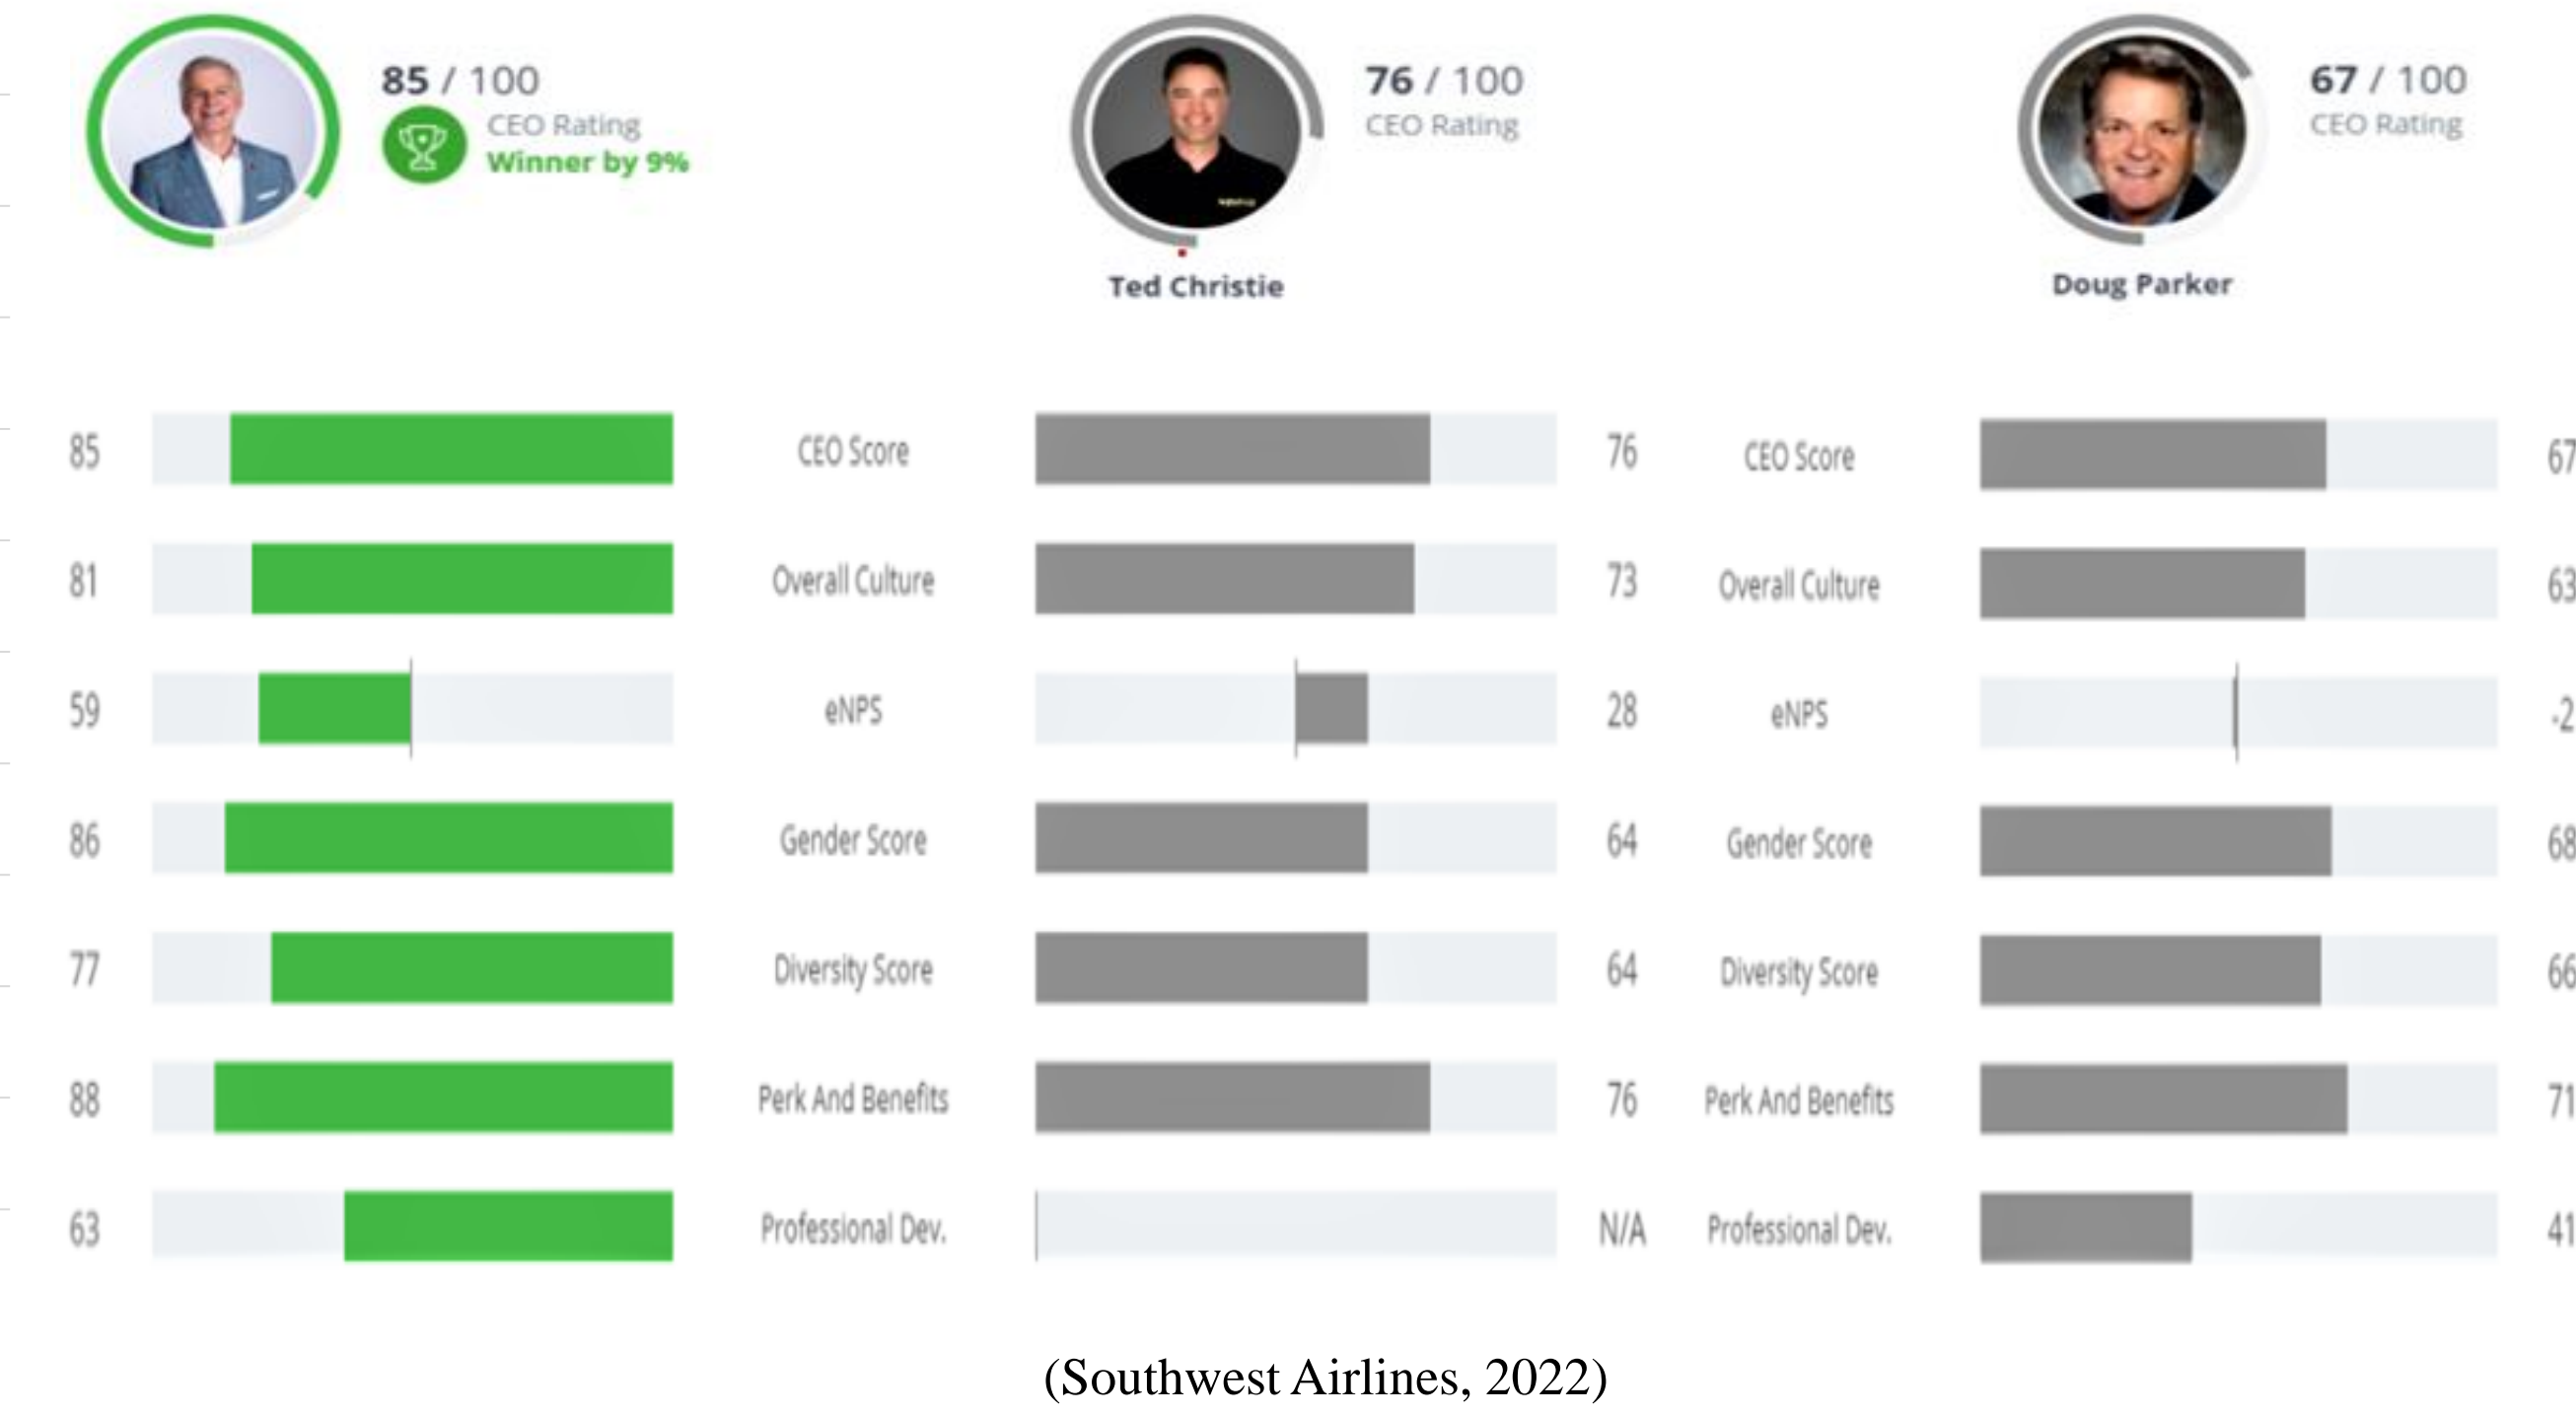 85 / 100
CEO Rating
Winner by 9%
76 / 100
CEO Rating
Ted Christie
67 / 100
CEO Rating
Doug Parker
85 CEO Score 76 CEO Score 67
81 Overall Culture 73 Overall Culture 63
59 eNPS 28 eNPS -2
86 Gender Score 64 Gender Score 68
77 Diversity Score 64 Diversity Score 66
88 Perk And Benefits 76 Perk And Benefits 71
63 Professional Dev. N/A Professional Dev. 41
(Southwest Airlines, 2022)